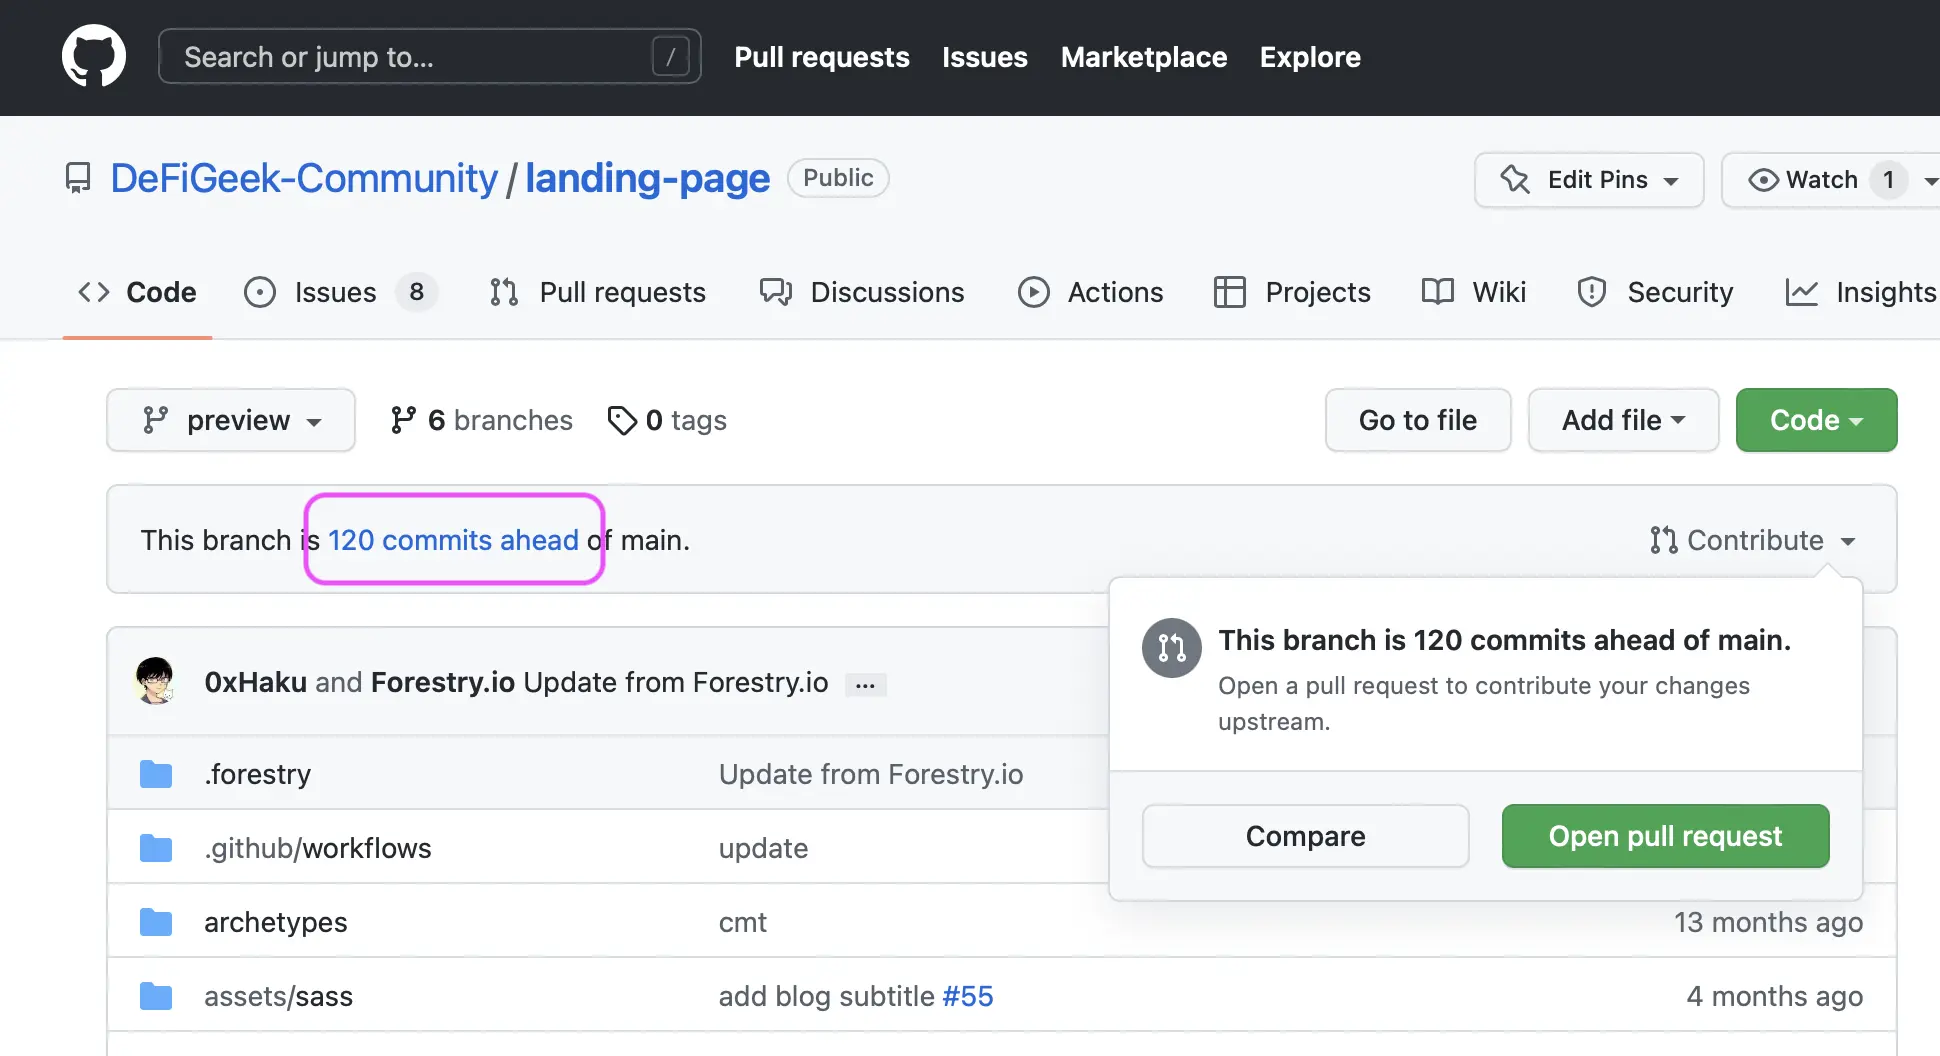 Search or jump to... / Pull requests Issues Marketplace Explore
DeFiGeek-Community / landing-page Public Edit Pins Watch 1
Code Issues 8 Pull requests Discussions Actions Projects Wiki Security Insights
preview 6 branches 0 tags Go to file Add file Code
This branch is 120 commits ahead of main. Contribute
This branch is 120 commits ahead of main.
Open a pull request to contribute your changes
upstream.
Compare Open pull request
0xHaku and Forestry.io Update from Forestry.io ...
.forestry Update from Forestry.io
.github/workflows update
archetypes cmt 13 months ago
assets/sass add blog subtitle #55 4 months ago